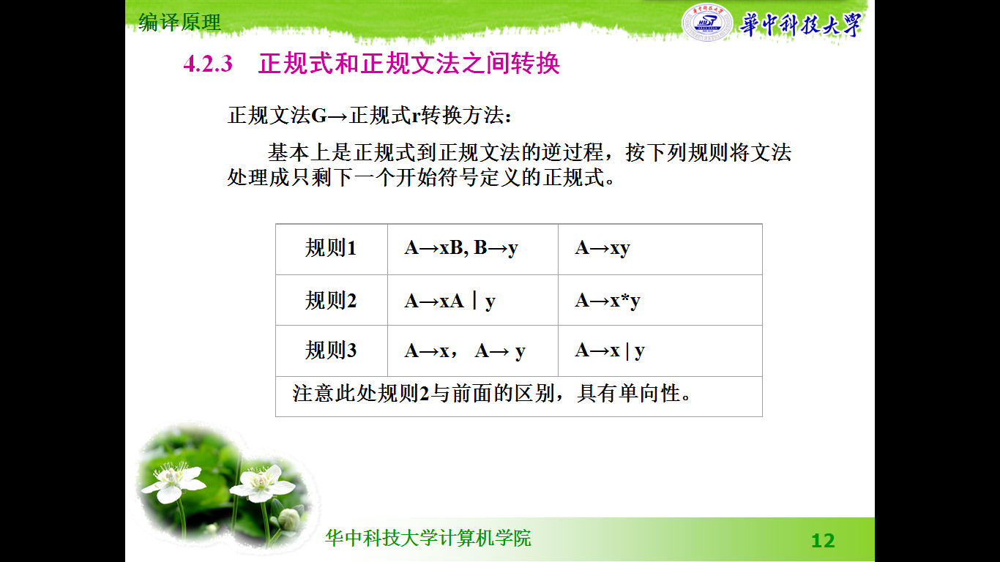 编译原理
HUST
華中科技大学
4.2.3 正规式和正规文法之间转换
正规文法G→正规式r转换方法：
基本上是正规式到正规文法的逆过程，按下列规则将文法
处理成只剩下一个开始符号定义的正规式。
规则1 A→xB, B→y A→xy
规则2 A→xA｜y A→x*y
规则3 A→x， A→ y A→x | y
注意此处规则2与前面的区别，具有单向性。
华中科技大学计算机学院
12